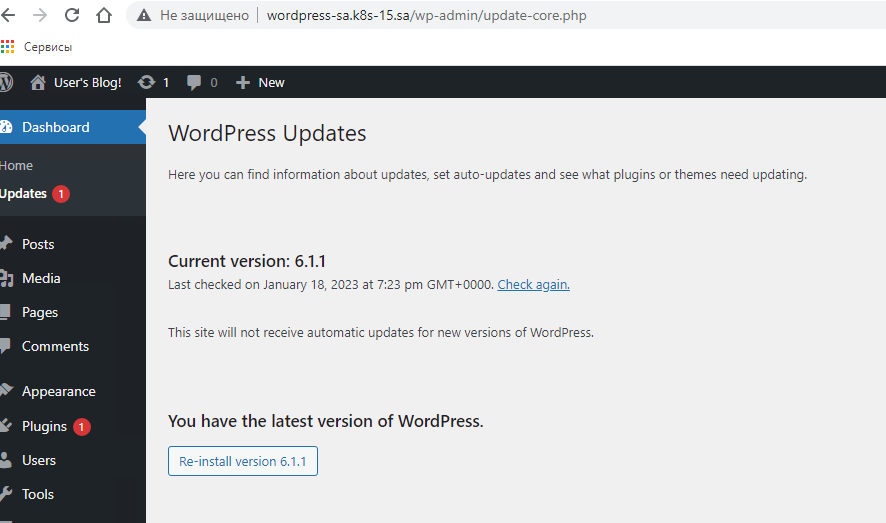 Не защищено wordpress-sa.k8s-15.sa/wp-admin/update-core.php
Сервисы
User's Blog! 1 0 New
Dashboard
Home
Updates 1
Posts
Media
Pages
Comments
Appearance
Plugins 1
Users
Tools
WordPress Updates
Here you can find information about updates, set auto-updates and see what plugins or themes need updating.
Current version: 6.1.1
Last checked on January 18, 2023 at 7:23 pm GMT+0000. Check again.
This site will not receive automatic updates for new versions of WordPress.
You have the latest version of WordPress.
Re-install version 6.1.1